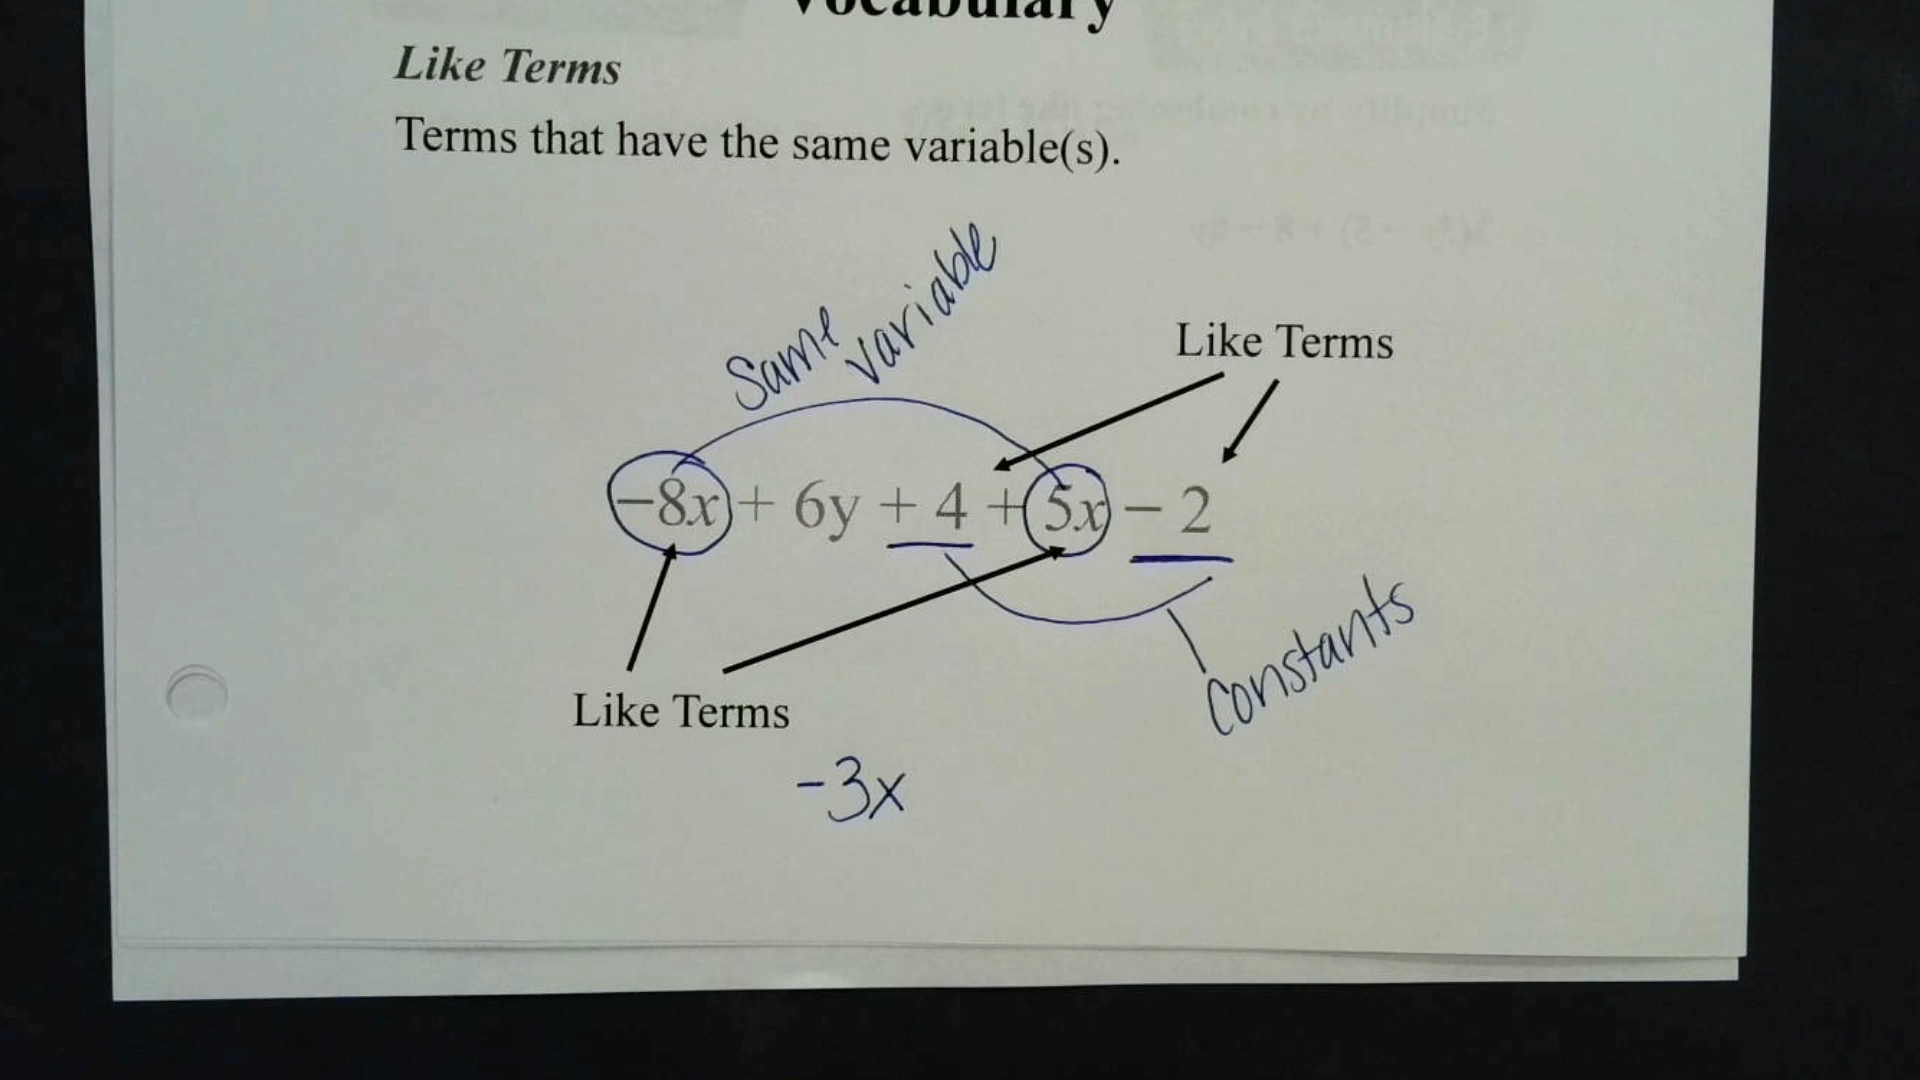 Vocabulary
Like Terms
Terms that have the same variable(s).
Same variable
Like Terms
−8x + 6y + 4 + 5x − 2
constants
Like Terms
-3x